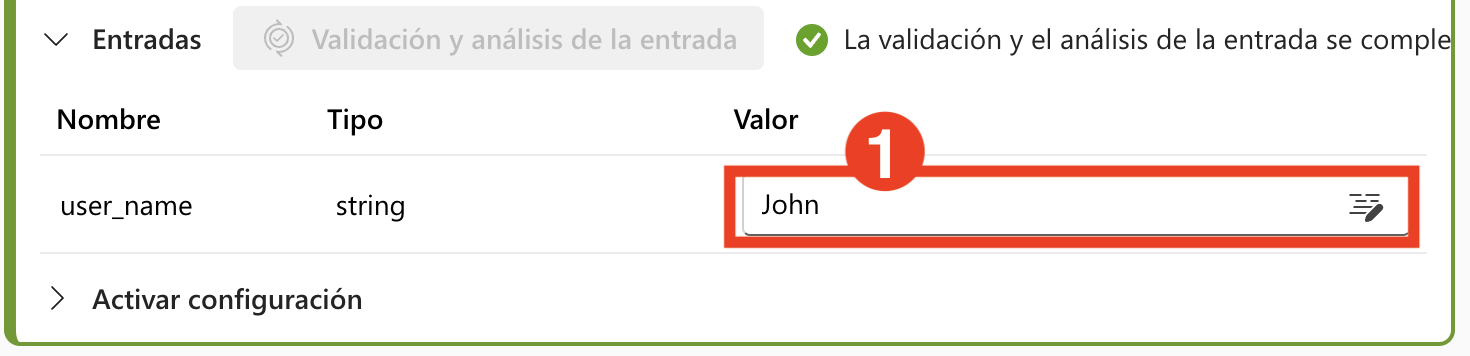 Entradas Validación y análisis de la entrada La validación y el análisis de la entrada se comple
Nombre Tipo Valor
1
user_name string John
Activar configuración